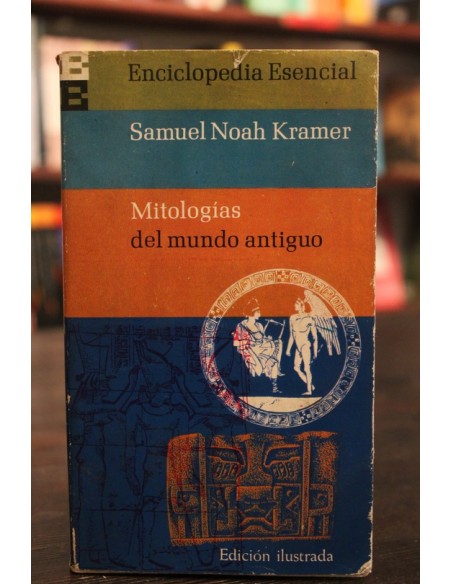 Enciclopedia Esencial
Samuel Noah Kramer
Mitologías
del mundo antiguo
Edición ilustrada